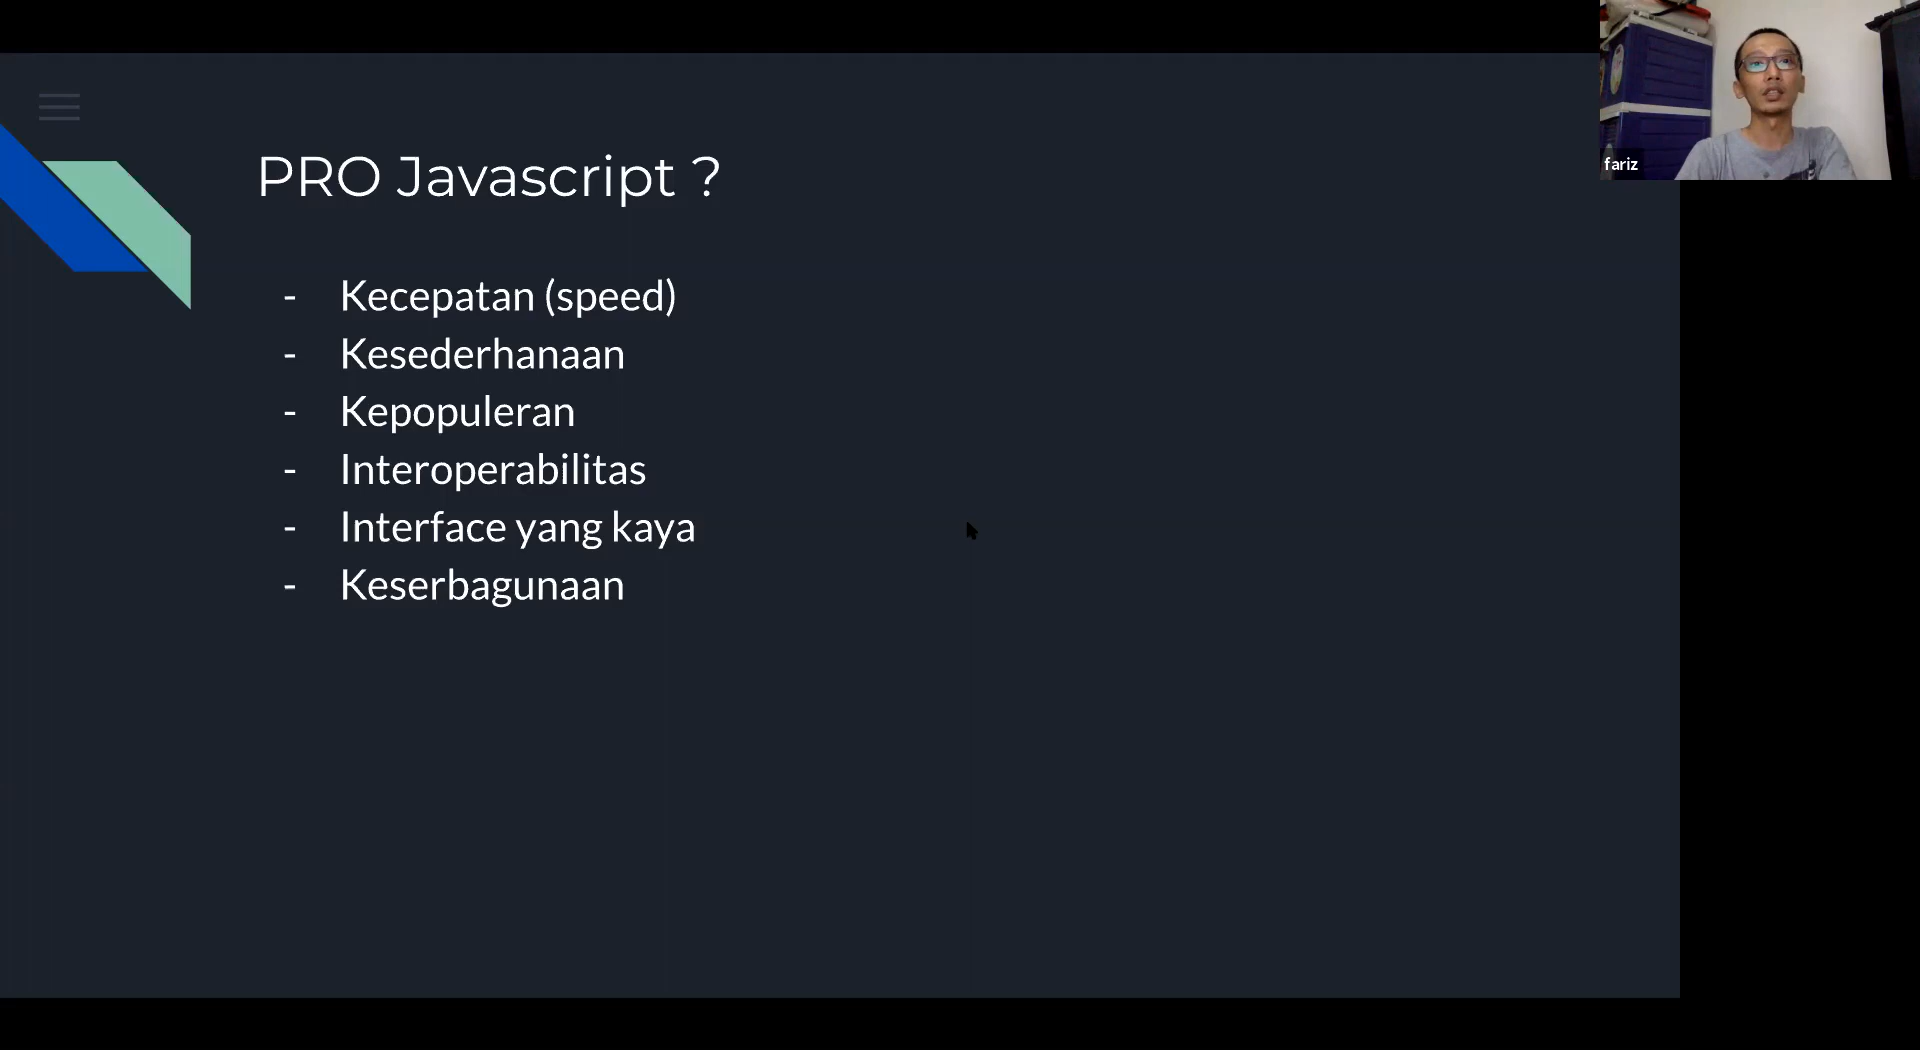 PRO Javascript ?
- Kecepatan (speed)
- Kesederhanaan
- Kepopuleran
- Interoperabilitas
- Interface yang kaya
- Keserbagunaan
fariz